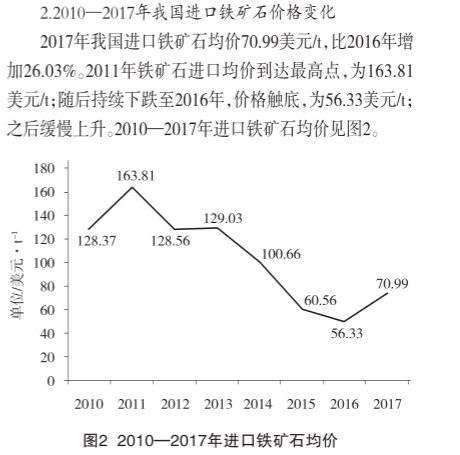 2.2010—2017年我国进口铁矿石价格变化
2017年我国进口铁矿石均价70.99美元/t,比2016年增
加26.03%。2011年铁矿石进口均价到达最高点,为163.81
美元/t;随后持续下跌至2016年,价格触底,为56.33美元/t;
之后缓慢上升。2010—2017年进口铁矿石均价见图2。
180
160
140
120
100
80
60
40
20
0
单位/美元·t⁻¹
128.37
163.81
128.56
129.03
100.66
60.56
56.33
70.99
2010 2011 2012 2013 2014 2015 2016 2017
图2 2010—2017年进口铁矿石均价